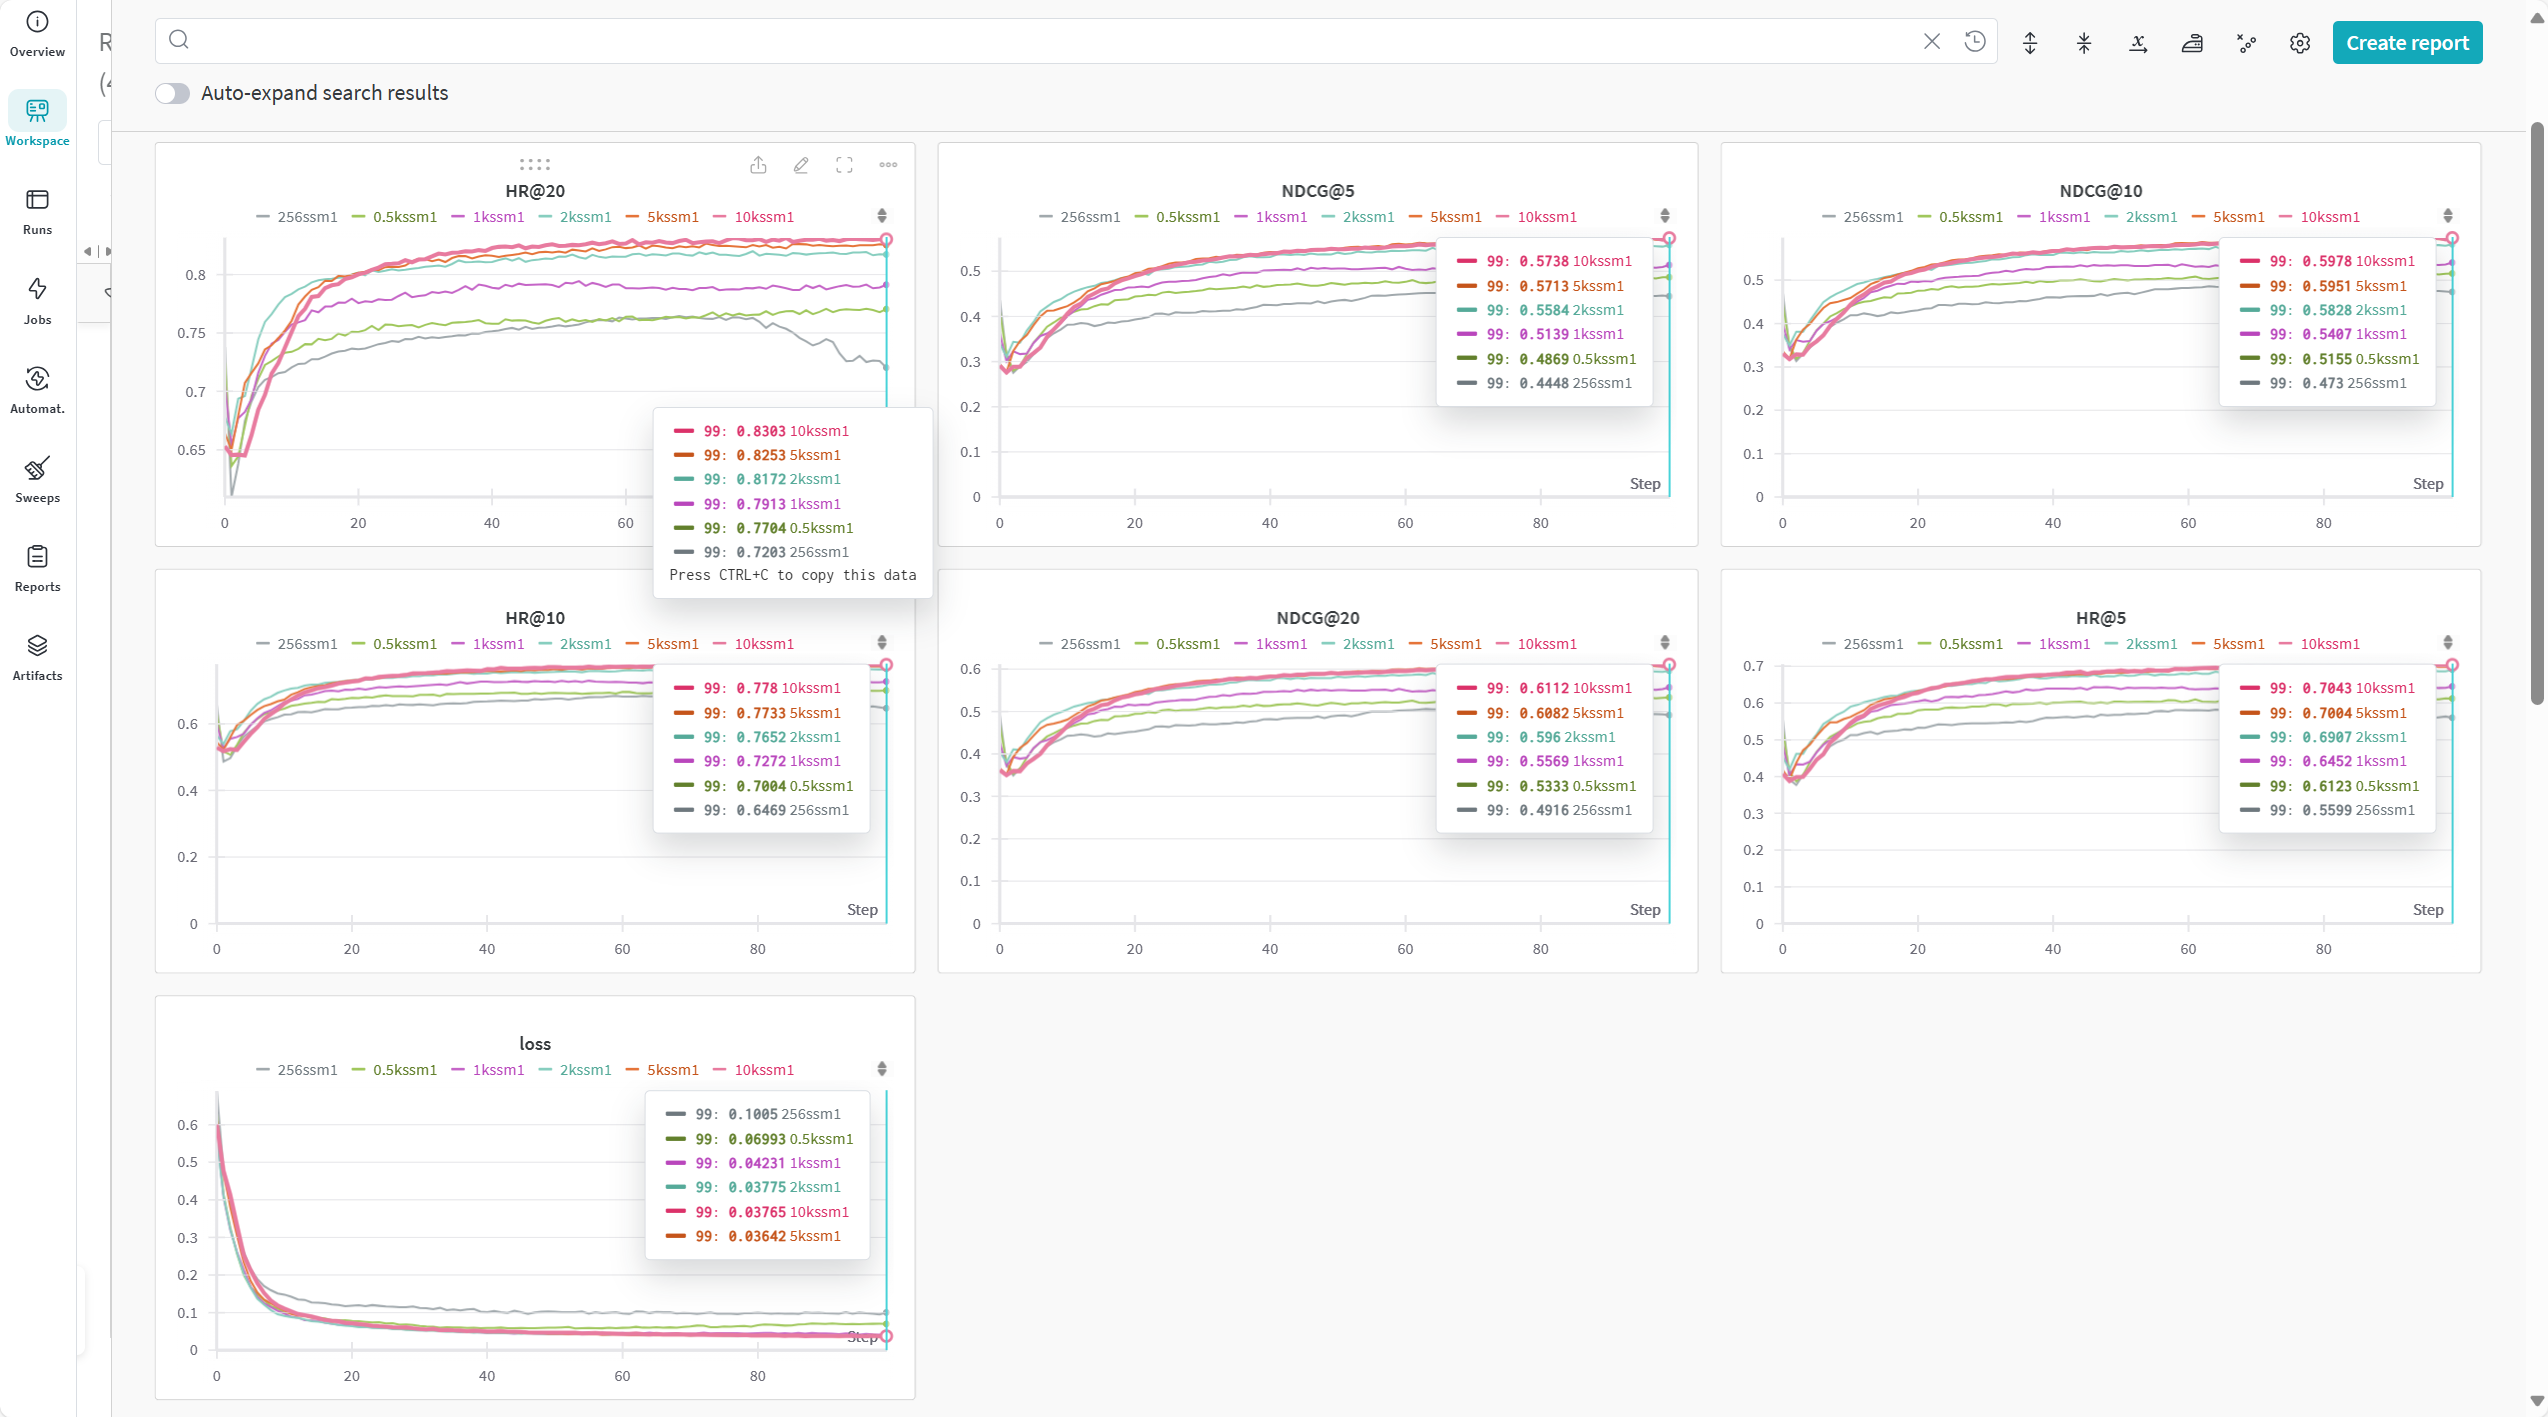 Overview
Workspace
Runs
Jobs
Automat.
Sweeps
Reports
Artifacts
Create report
Auto-expand search results
HR@20
256ssm1 0.5kssm1 1kssm1 2kssm1 5kssm1 10kssm1
0.8
0.75
0.7
0.65
0 20 40 60
99: 0.8303 10kssm1
99: 0.8253 5kssm1
99: 0.8172 2kssm1
99: 0.7913 1kssm1
99: 0.7704 0.5kssm1
99: 0.7203 256ssm1
Press CTRL+C to copy this data
NDCG@5
256ssm1 0.5kssm1 1kssm1 2kssm1 5kssm1 10kssm1
0.5
0.4
0.3
0.2
0.1
0
0 20 40 60 80
Step
99: 0.5738 10kssm1
99: 0.5713 5kssm1
99: 0.5584 2kssm1
99: 0.5139 1kssm1
99: 0.4869 0.5kssm1
99: 0.4448 256ssm1
NDCG@10
256ssm1 0.5kssm1 1kssm1 2kssm1 5kssm1 10kssm1
0.5
0.4
0.3
0.2
0.1
0
0 20 40 60 80
Step
99: 0.5978 10kssm1
99: 0.5951 5kssm1
99: 0.5828 2kssm1
99: 0.5407 1kssm1
99: 0.5155 0.5kssm1
99: 0.473 256ssm1
HR@10
256ssm1 0.5kssm1 1kssm1 2kssm1 5kssm1 10kssm1
0.6
0.4
0.2
0
0 20 40 60 80
Step
99: 0.778 10kssm1
99: 0.7733 5kssm1
99: 0.7652 2kssm1
99: 0.7272 1kssm1
99: 0.7004 0.5kssm1
99: 0.6469 256ssm1
NDCG@20
256ssm1 0.5kssm1 1kssm1 2kssm1 5kssm1 10kssm1
0.6
0.5
0.4
0.3
0.2
0.1
0
0 20 40 60 80
Step
99: 0.6112 10kssm1
99: 0.6082 5kssm1
99: 0.596 2kssm1
99: 0.5569 1kssm1
99: 0.5333 0.5kssm1
99: 0.4916 256ssm1
HR@5
256ssm1 0.5kssm1 1kssm1 2kssm1 5kssm1 10kssm1
0.7
0.6
0.5
0.4
0.3
0.2
0.1
0
0 20 40 60 80
Step
99: 0.7043 10kssm1
99: 0.7004 5kssm1
99: 0.6907 2kssm1
99: 0.6452 1kssm1
99: 0.6123 0.5kssm1
99: 0.5599 256ssm1
loss
256ssm1 0.5kssm1 1kssm1 2kssm1 5kssm1 10kssm1
0.6
0.5
0.4
0.3
0.2
0.1
0
0 20 40 60 80
Step
99: 0.1005 256ssm1
99: 0.06993 0.5kssm1
99: 0.04231 1kssm1
99: 0.03775 2kssm1
99: 0.03765 10kssm1
99: 0.03642 5kssm1